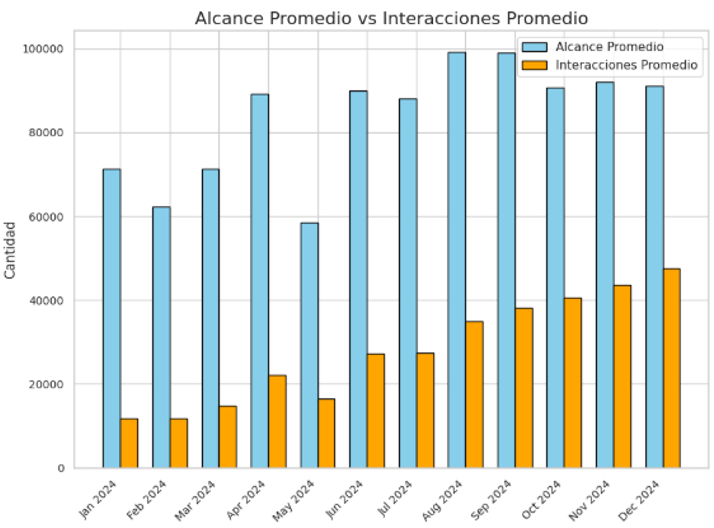 Alcance Promedio vs Interacciones Promedio
Alcance Promedio
Interacciones Promedio
Cantidad
100000
80000
60000
40000
20000
0
Jan 2024
Feb 2024
Mar 2024
Apr 2024
May 2024
Jun 2024
Jul 2024
Aug 2024
Sep 2024
Oct 2024
Nov 2024
Dec 2024